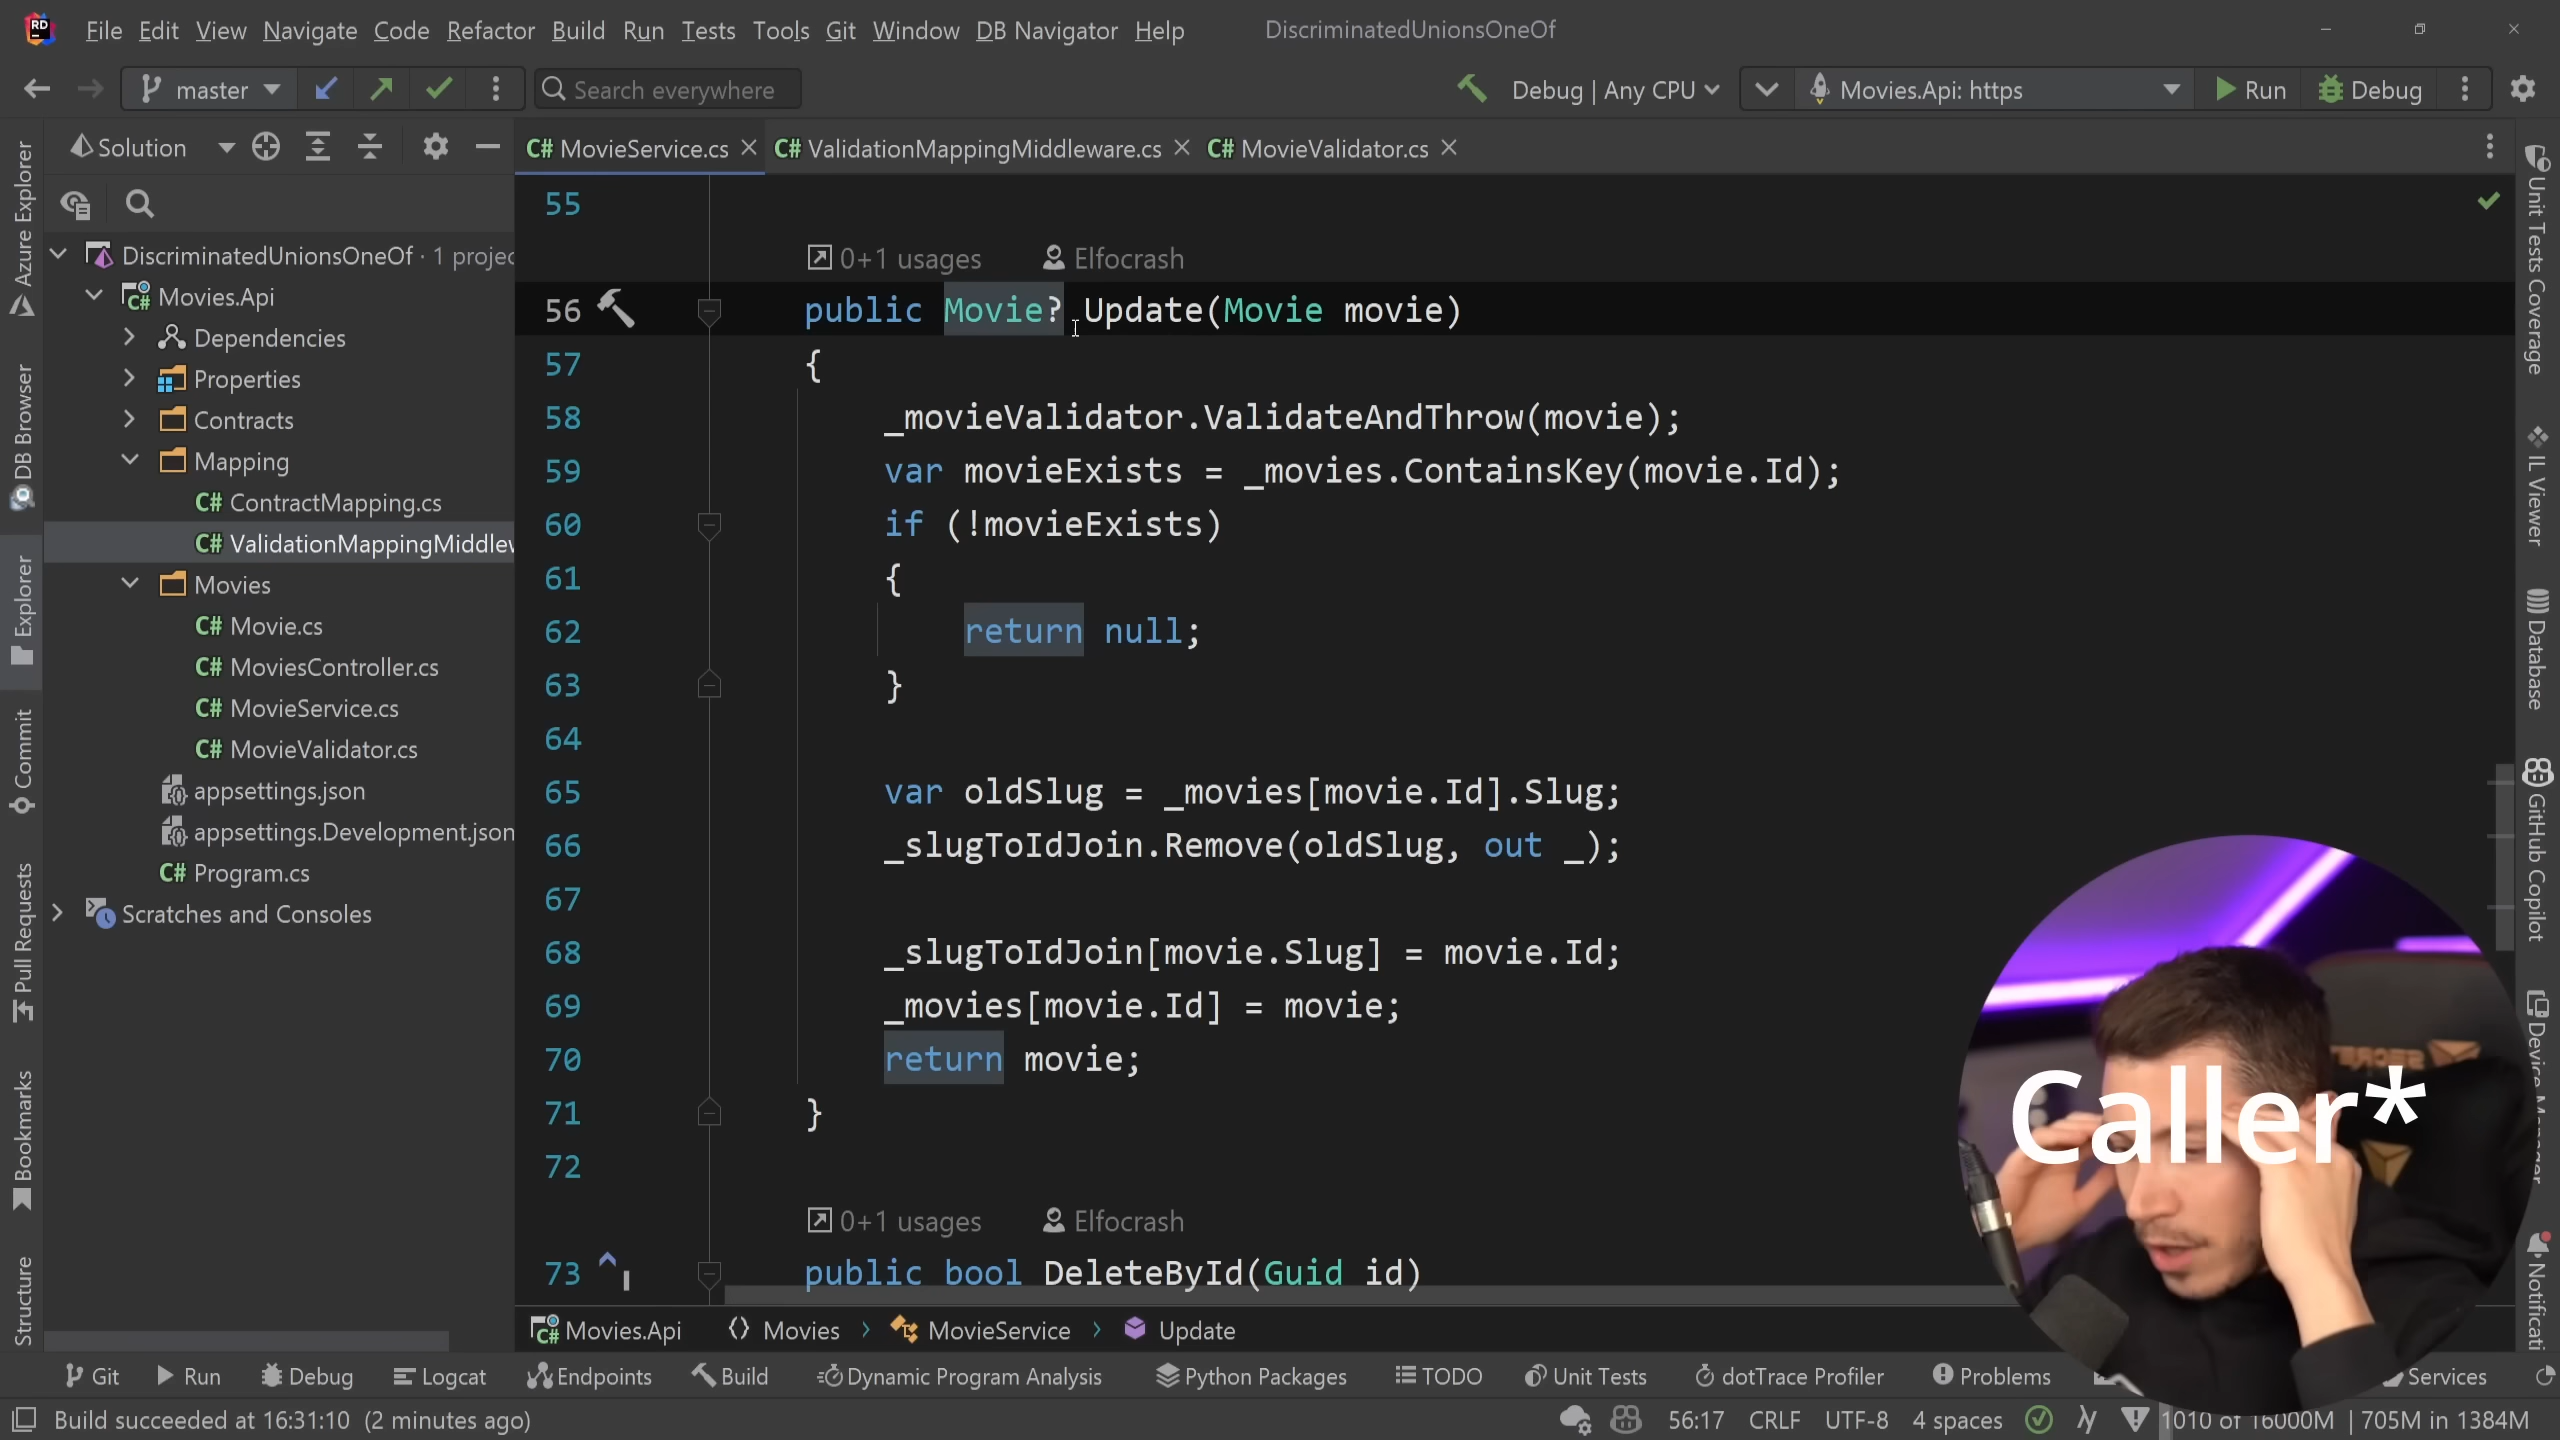 File Edit View Navigate Code Refactor Build Run Tests Tools Git Window DB Navigator Help DiscriminatedUnionsOneOf
master Search everywhere Debug | Any CPU Movies.Api: https Run Debug
Solution
C# MovieService.cs C# ValidationMappingMiddleware.cs C# MovieValidator.cs
DiscriminatedUnionsOneOf · 1 projec
Movies.Api
Dependencies
Properties
Contracts
Mapping
C# ContractMapping.cs
C# ValidationMappingMiddlew
Movies
C# Movie.cs
C# MoviesController.cs
C# MovieService.cs
C# MovieValidator.cs
appsettings.json
appsettings.Development.json
C# Program.cs
Scratches and Consoles
Azure Explorer
DB Browser
Explorer
Commit
Pull Requests
Bookmarks
Structure
55
0+1 usages Elfocrash
56 public Movie? Update(Movie movie)
57 {
58 _movieValidator.ValidateAndThrow(movie);
59 var movieExists = _movies.ContainsKey(movie.Id);
60 if (!movieExists)
61 {
62 return null;
63 }
64
65 var oldSlug = _movies[movie.Id].Slug;
66 _slugToIdJoin.Remove(oldSlug, out _);
67
68 _slugToIdJoin[movie.Slug] = movie.Id;
69 _movies[movie.Id] = movie;
70 return movie;
71 }
72
0+1 usages Elfocrash
73 public bool DeleteById(Guid id)
Caller*
Unit Tests Coverage
IL Viewer
Database
GitHub Copilot
Device Manager
Notificati
Movies.Api Movies MovieService Update
Git Run Debug Logcat Endpoints Build Dynamic Program Analysis Python Packages TODO Unit Tests dotTrace Profiler Problems Services
Build succeeded at 16:31:10 (2 minutes ago) 56:17 CRLF UTF-8 4 spaces 1010 of 16000M 705M in 1384M